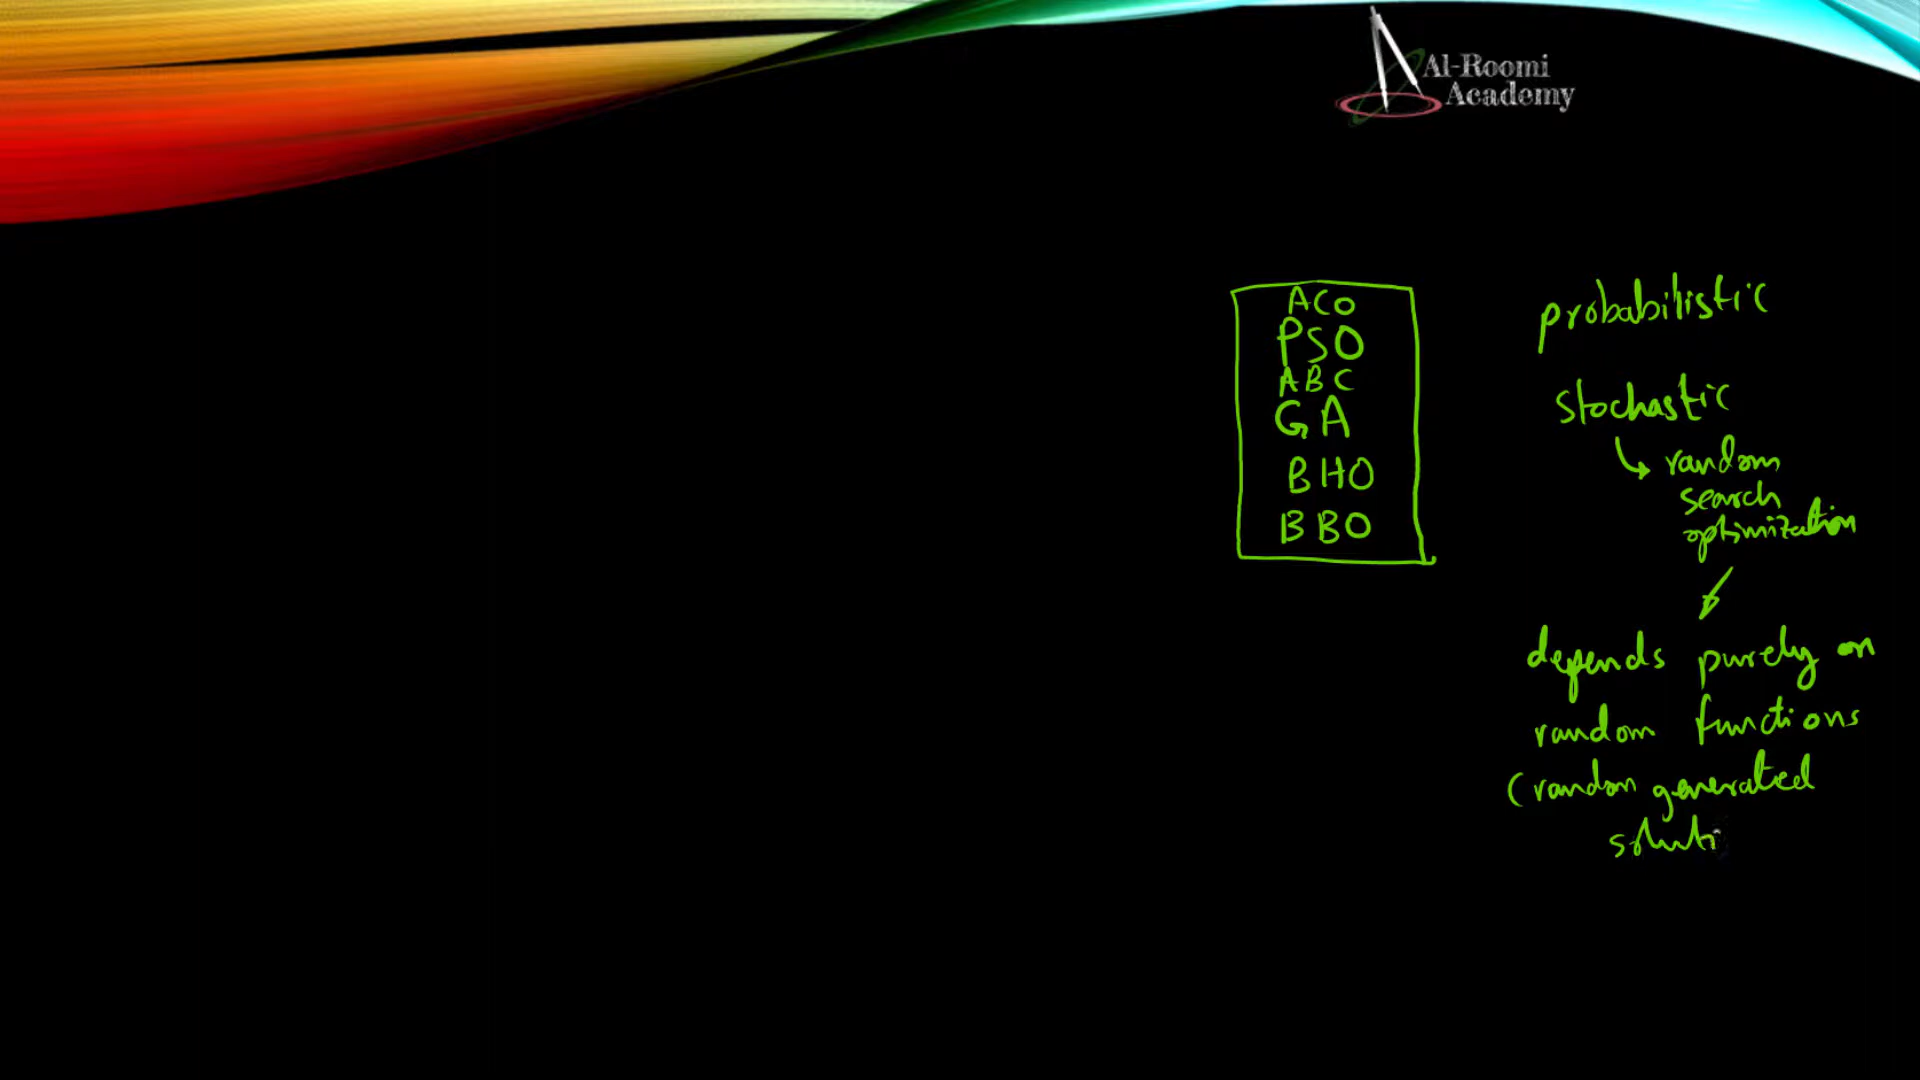 Al-Roomi
Academy
ACO
PSO
ABC
GA
BHO
BBO
probabilistic
stochastic
random
search
optimization
depends purely on
random functions
(random generated
soluti